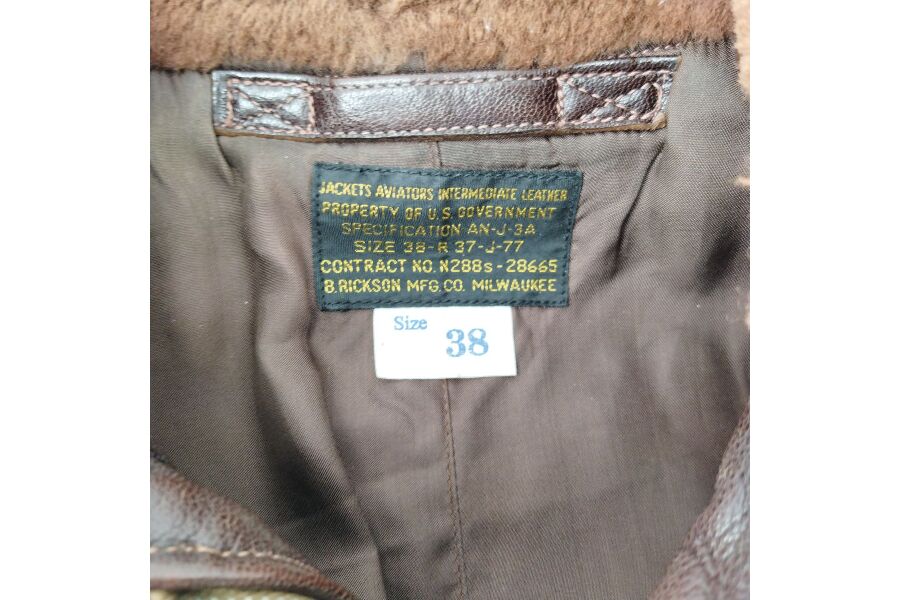 JACKETS AVIATORS INTERMEDIATE LEATHER
PROPERTY OF U.S. GOVERNMENT
SPECIFICATION AN-J-3A
SIZE 38-R 37-J-77
CONTRACT NO. N288s-28665
B. RICKSON MFG. CO. MILWAUKEE
Size
38